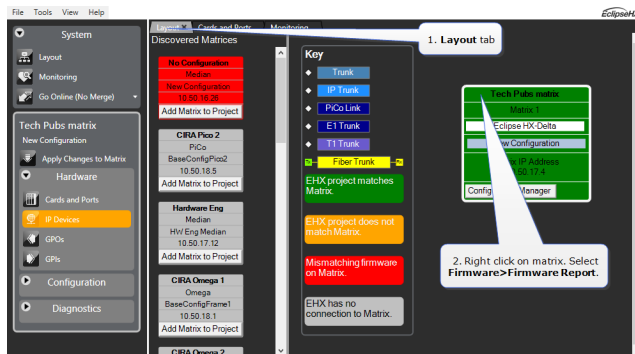 File Tools View Help
EclipseH
System
Layout
Monitoring
Go Online (No Merge)
Tech Pubs matrix
New Configuration
Apply Changes to Matrix
Hardware
Cards and Ports
IP Devices
GPOs
GPIs
Configuration
Diagnostics
Layout Cards and Ports Monitoring
Discovered Matrices
No Configuration
Median
New Configuration
10.50.16.26
Add Matrix to Project
CIRA Pico 2
PiCo
BaseConfigPico2
10.50.18.5
Add Matrix to Project
Hardware Eng
Median
HW Eng Median
10.50.17.12
Add Matrix to Project
CIRA Omega 1
Omega
BaseConfigFrame1
10.50.18.1
Add Matrix to Project
CIRA Omega 2
Key
Trunk
IP Trunk
PiCo Link
E1 Trunk
T1 Trunk
Fiber Trunk
EHX project matches
Matrix.
EHX project does not
match Matrix.
Mismatching firmware
on Matrix.
EHX has no
connection to Matrix.
1. Layout tab
Tech Pubs matrix
Matrix 1
Eclipse HX-Delta
New Configuration
IP Address
50.17.4
Manager
2. Right click on matrix. Select
Firmware>Firmware Report.